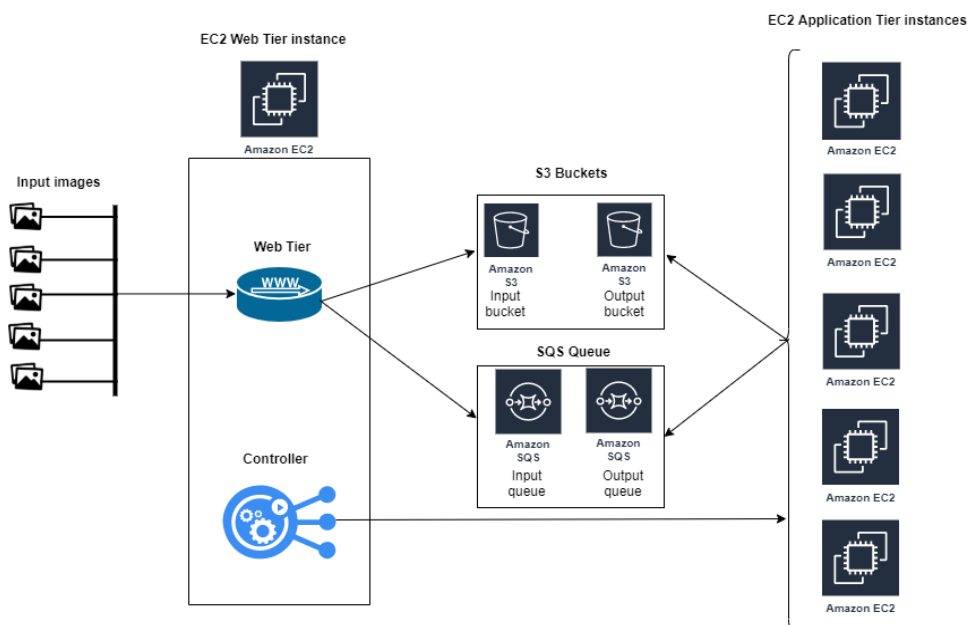 EC2 Application Tier instances
EC2 Web Tier instance
Amazon EC2
Input images
Web Tier
WWW
Controller
S3 Buckets
Amazon
S3
Input
bucket
Amazon
S3
Output
bucket
SQS Queue
Amazon
SQS
Input
queue
Amazon
SQS
Output
queue
Amazon EC2
Amazon EC2
Amazon EC2
Amazon EC2
Amazon EC2